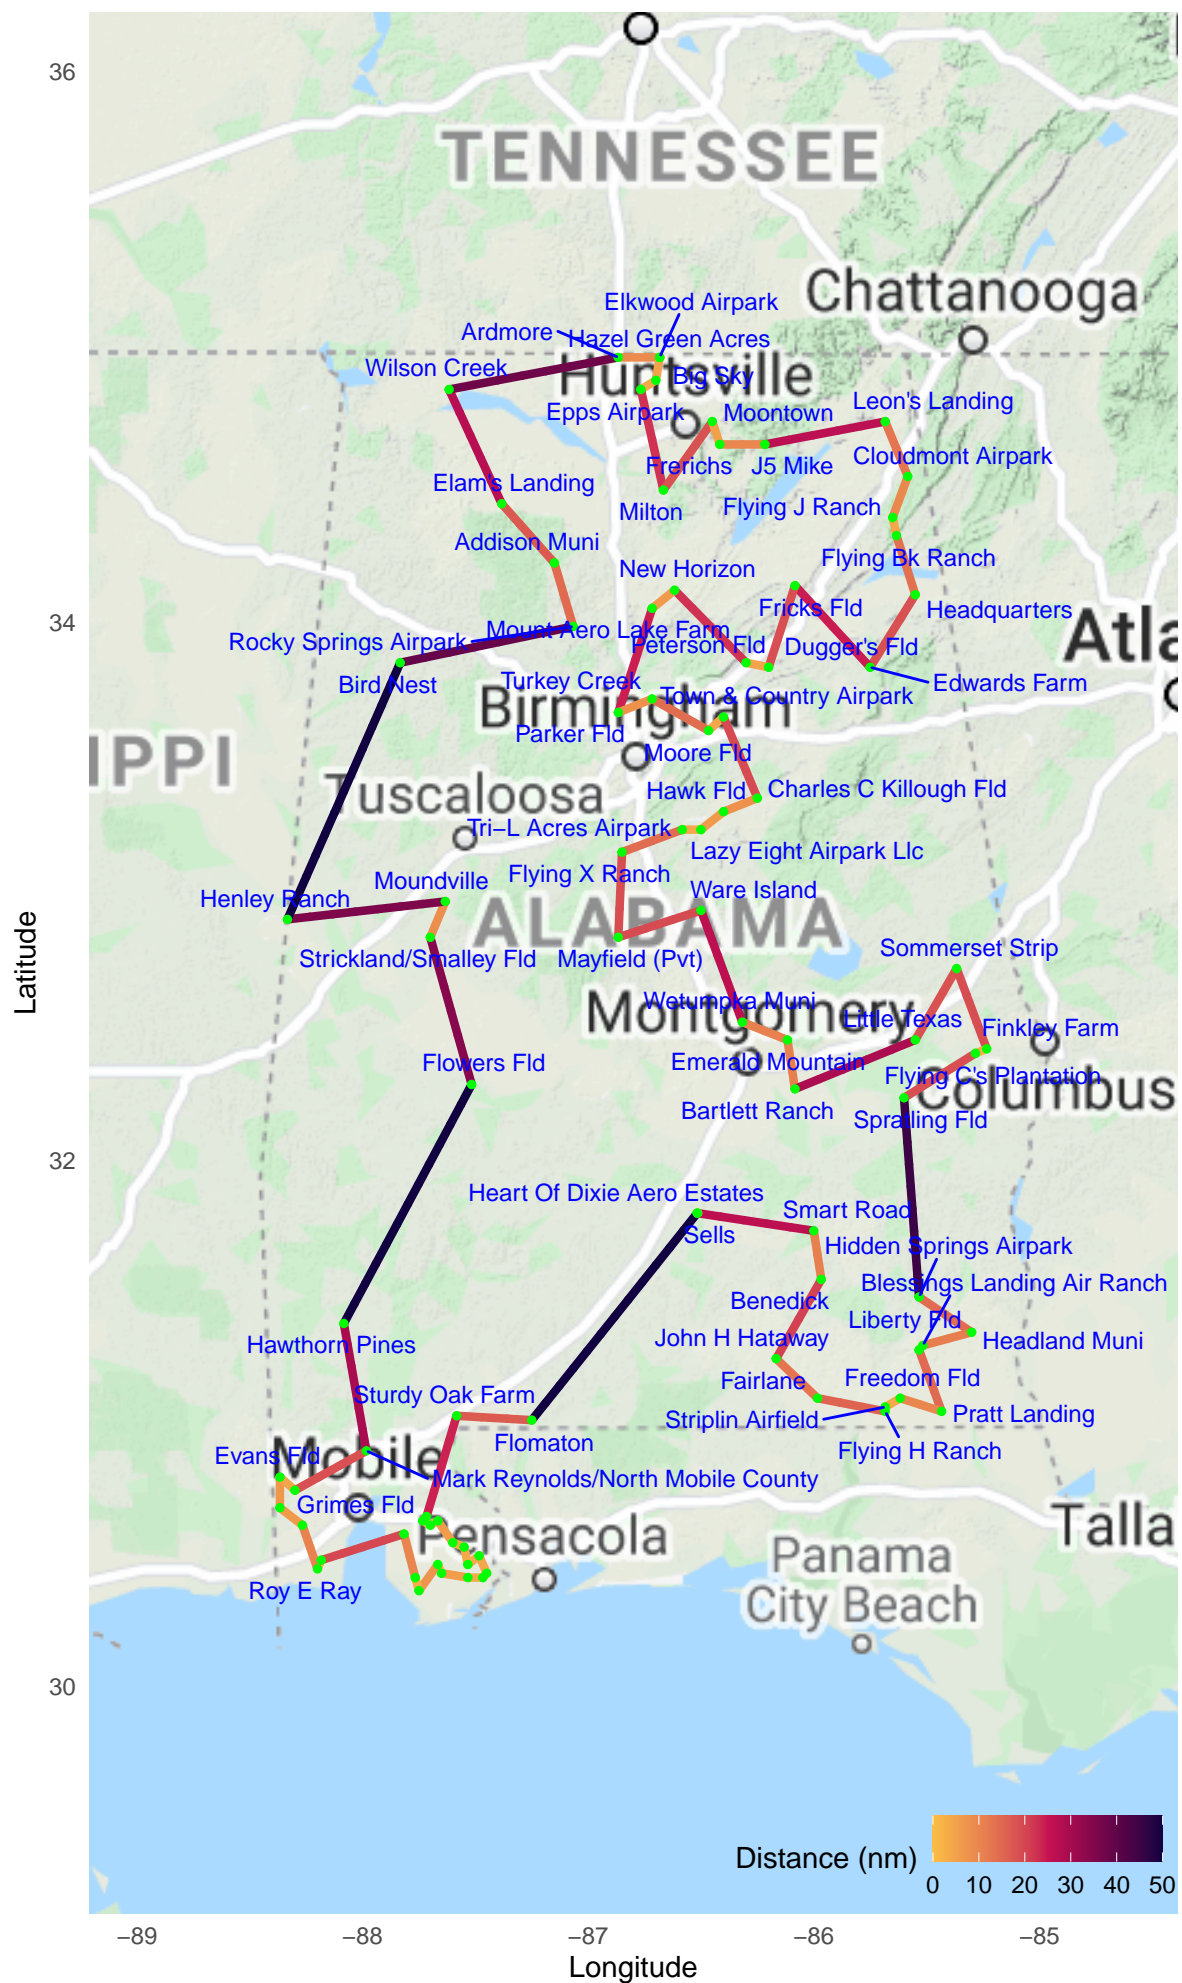 36
TENNESSEE
Chattanooga
Elkwood Airpark
Ardmore
Hazel Green Acres
Wilson Creek
Huntsville
Big Sky
Epps Airpark
Moontown
Leon's Landing
Frerichs
J5 Mike
Cloudmont Airpark
Elam's Landing
Milton
Flying J Ranch
Addison Muni
Flying Bk Ranch
New Horizon
34
Fricks Fld
Headquarters
Mount Aero Lake Farm
Rocky Springs Airpark
Peterson Fld
Dugger's Fld
Atla
Bird Nest
Turkey Creek
Edwards Farm
Town & Country Airpark
Birmingham
Parker Fld
Moore Fld
IPPI
Tuscaloosa
Hawk Fld
Charles C Killough Fld
Tri−L Acres Airpark
Lazy Eight Airpark Llc
Flying X Ranch
Moundville
Ware Island
Henley Ranch
ALABAMA
Strickland/Smalley Fld
Mayfield (Pvt)
Sommerset Strip
Latitude
Wetumpka Muni
Montgomery
Little Texas
Finkley Farm
Flowers Fld
Emerald Mountain
Flying C's Plantation
Columbus
Bartlett Ranch
Spratling Fld
32
Heart Of Dixie Aero Estates
Smart Road
Sells
Hidden Springs Airpark
Blessings Landing Air Ranch
Benedick
Liberty Fld
Hawthorn Pines
John H Hataway
Headland Muni
Sturdy Oak Farm
Fairlane
Freedom Fld
Striplin Airfield
Pratt Landing
Flomaton
Flying H Ranch
Evans Fld
Mobile
Mark Reynolds/North Mobile County
Grimes Fld
Pensacola
Talla
Roy E Ray
Panama
City Beach
30
Distance (nm)
0 10 20 30 40 50
−89 −88 −87 −86 −85
Longitude